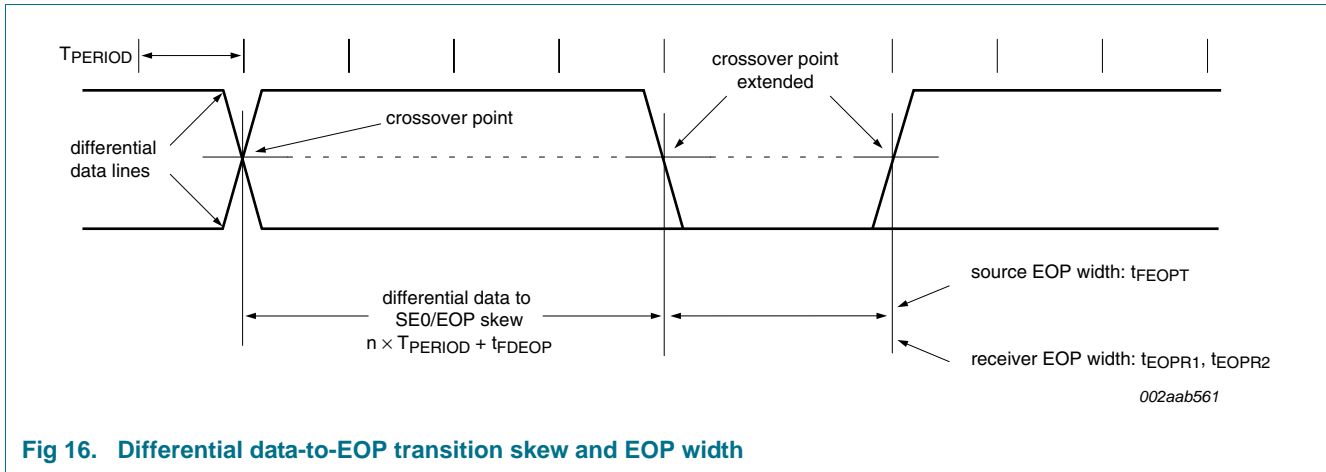 TPERIOD
crossover point
extended
crossover point
differential
data lines
source EOP width: tFEOPT
differential data to
SE0/EOP skew
n × TPERIOD + tFDEOP
receiver EOP width: tEOPR1, tEOPR2
002aab561
Fig 16. Differential data-to-EOP transition skew and EOP width